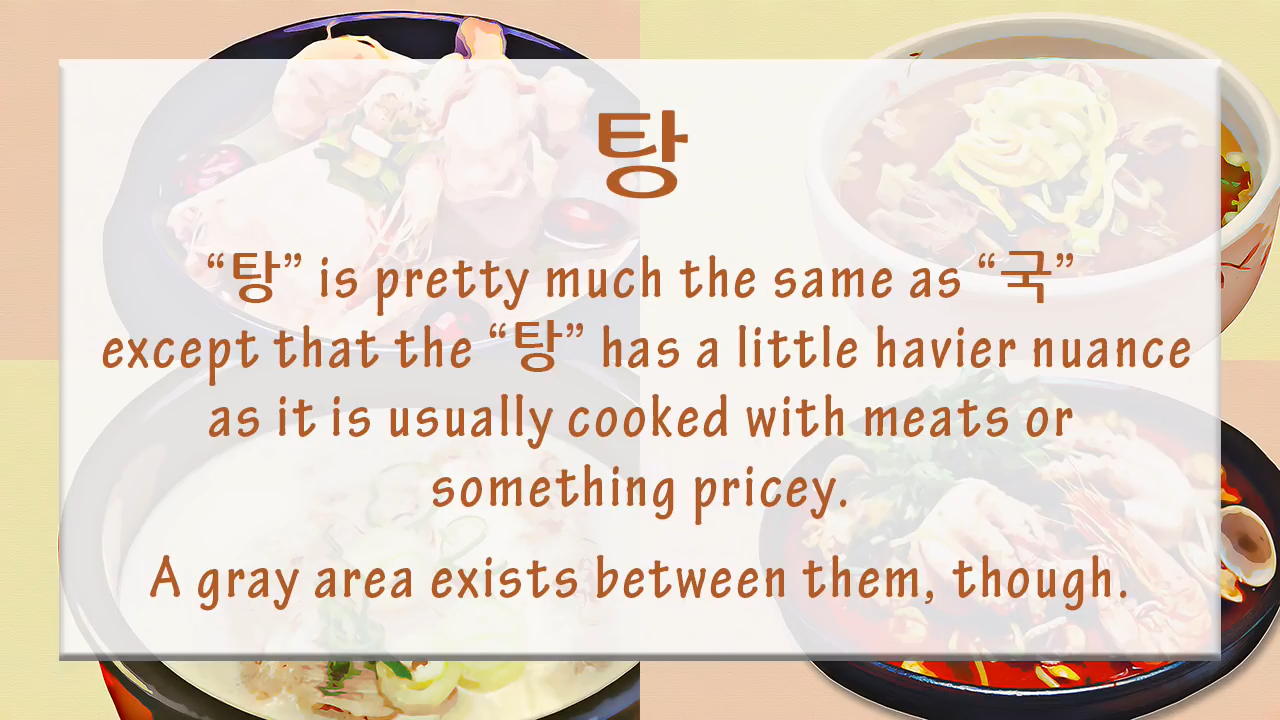 탕
“탕” is pretty much the same as “국”
except that the “탕” has a little havier nuance
as it is usually cooked with meats or
something pricey.
A gray area exists between them, though.